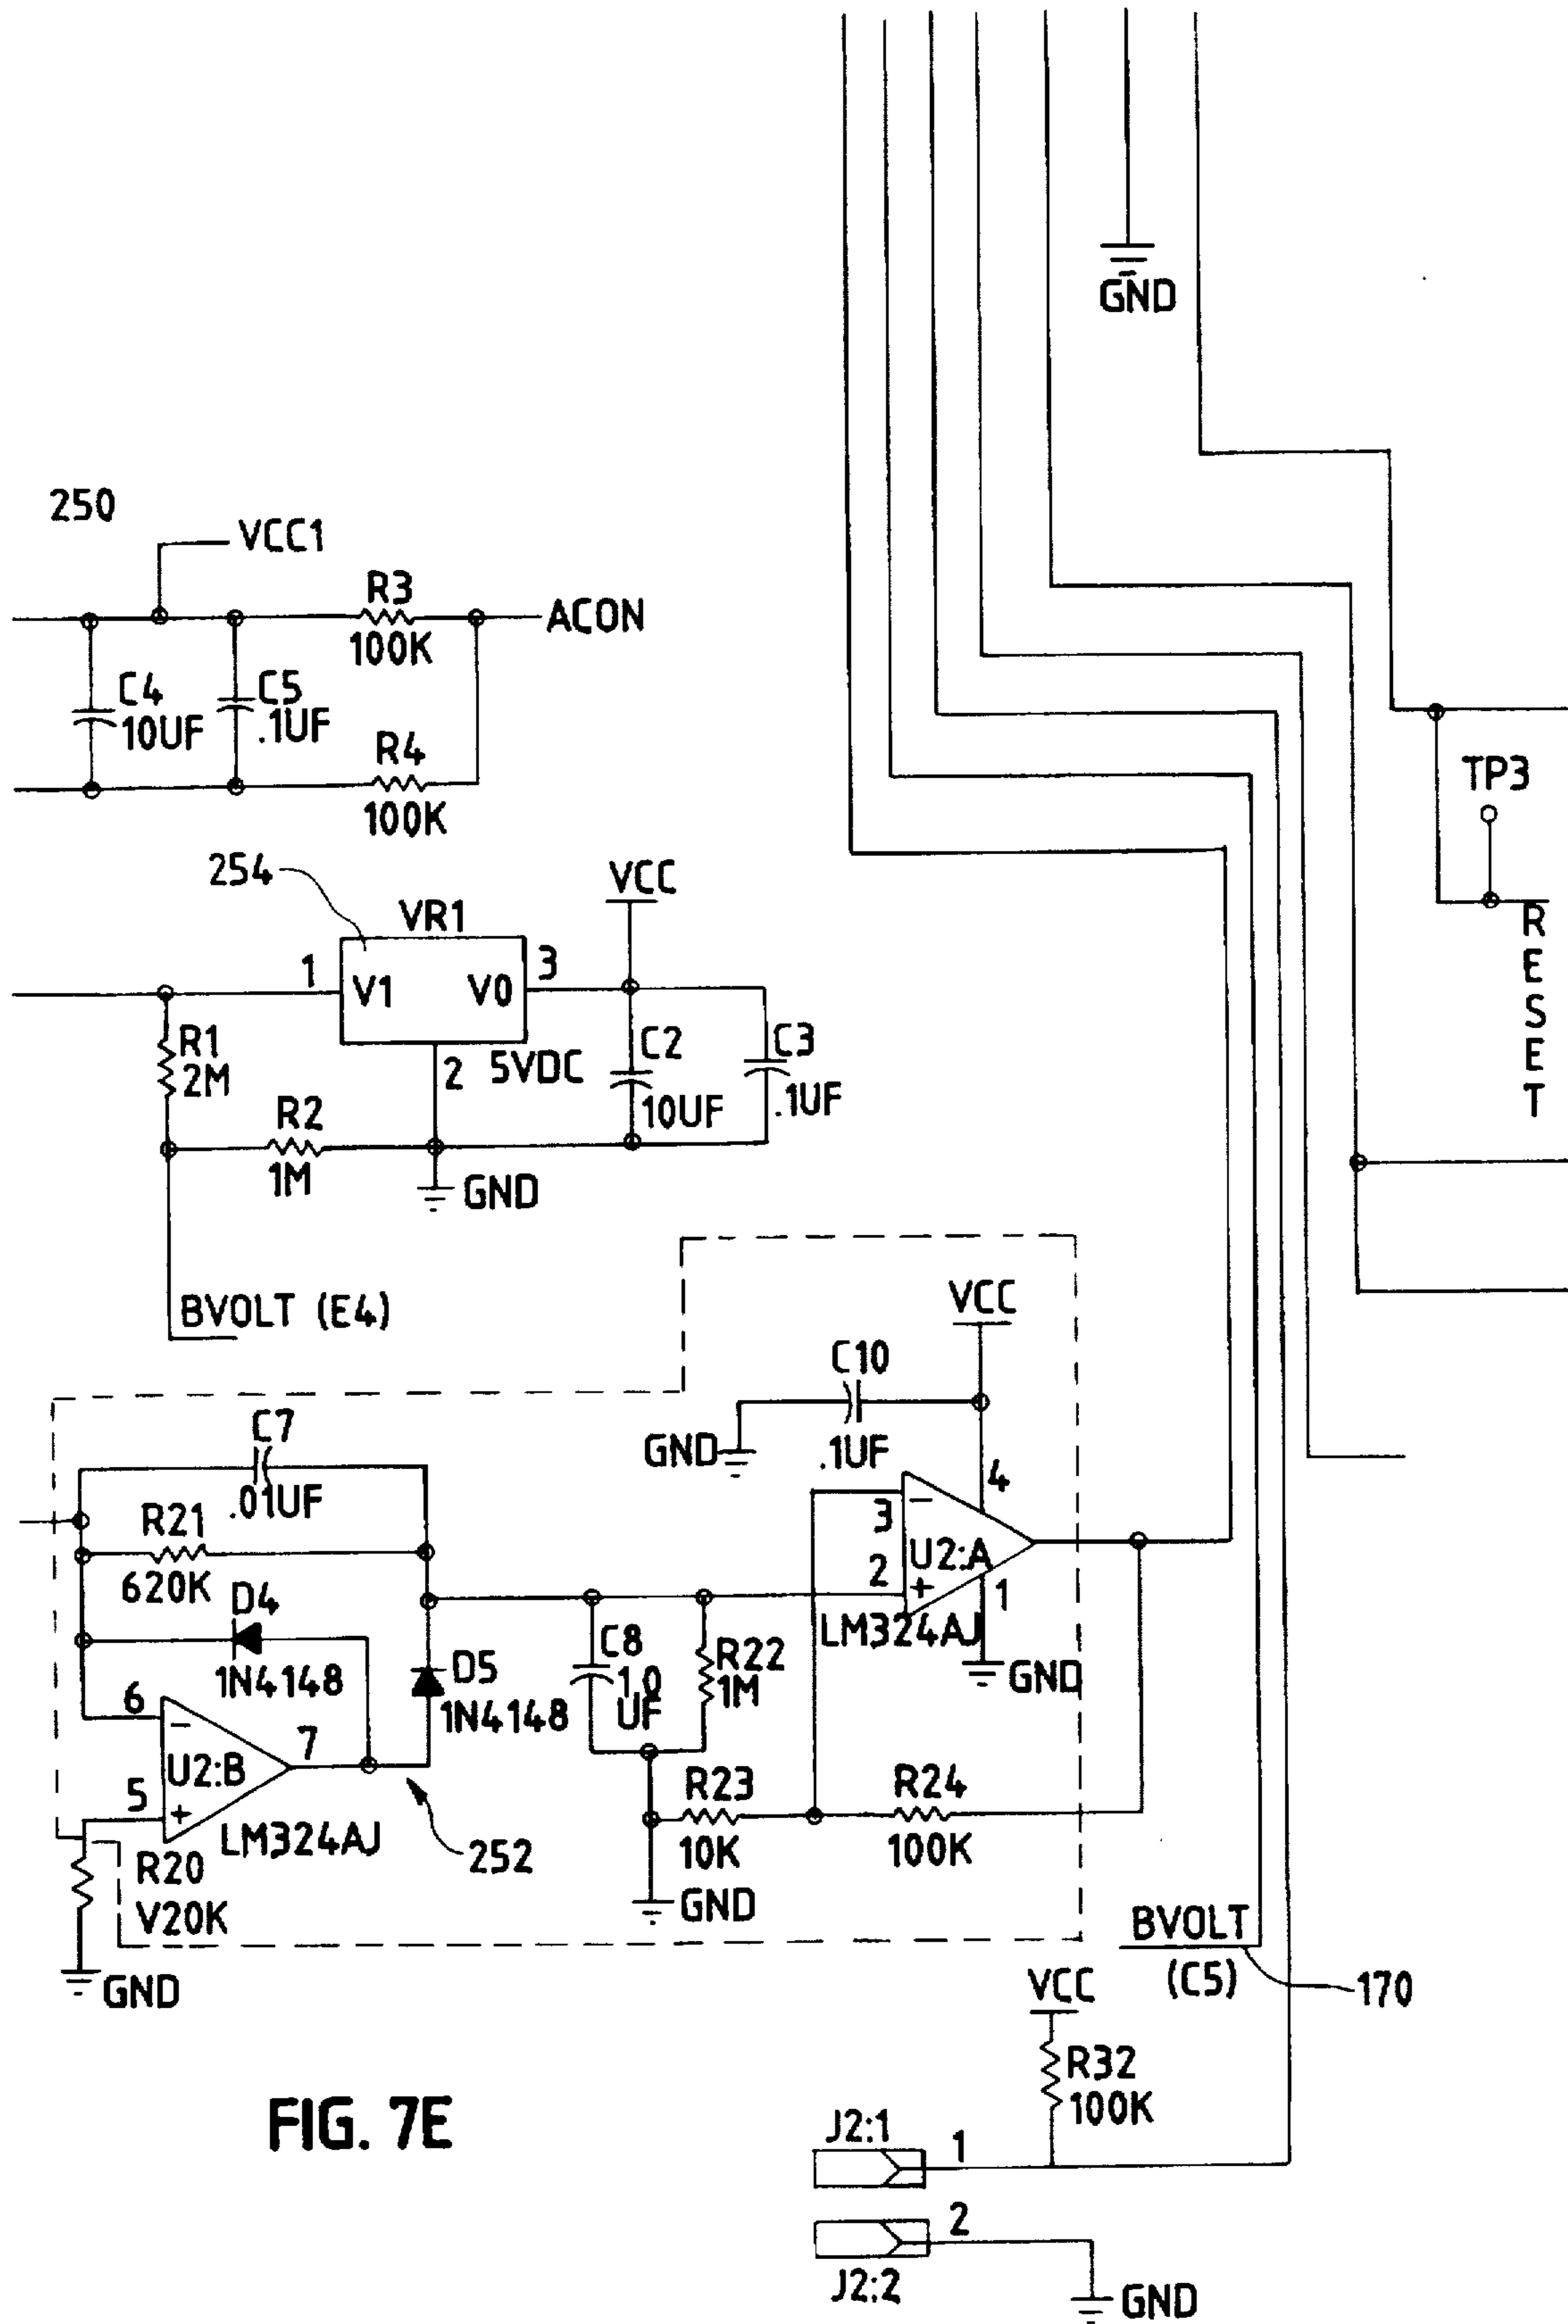 GND
250
VCC1
R3
100K
ACON
C4
10UF
C5
.1UF
R4
100K
TP3
RESET
254
VCC
VR1
1
V1
V0
3
2
5VDC
R1
2M
C2
10UF
C3
.1UF
R2
1M
GND
BVOLT (E4)
VCC
C10
GND
.1UF
C7
.01UF
R21
620K
D4
1N4148
D5
1N4148
6
−
U2:B
7
5
+
LM324AJ
252
R20
V20K
GND
4
3
−
U2:A
2
+
1
LM324AJ
GND
C8
1.0
UF
R22
1M
R23
10K
R24
100K
GND
BVOLT
(C5)
170
VCC
R32
100K
FIG. 7E
J2:1
1
2
J2:2
GND